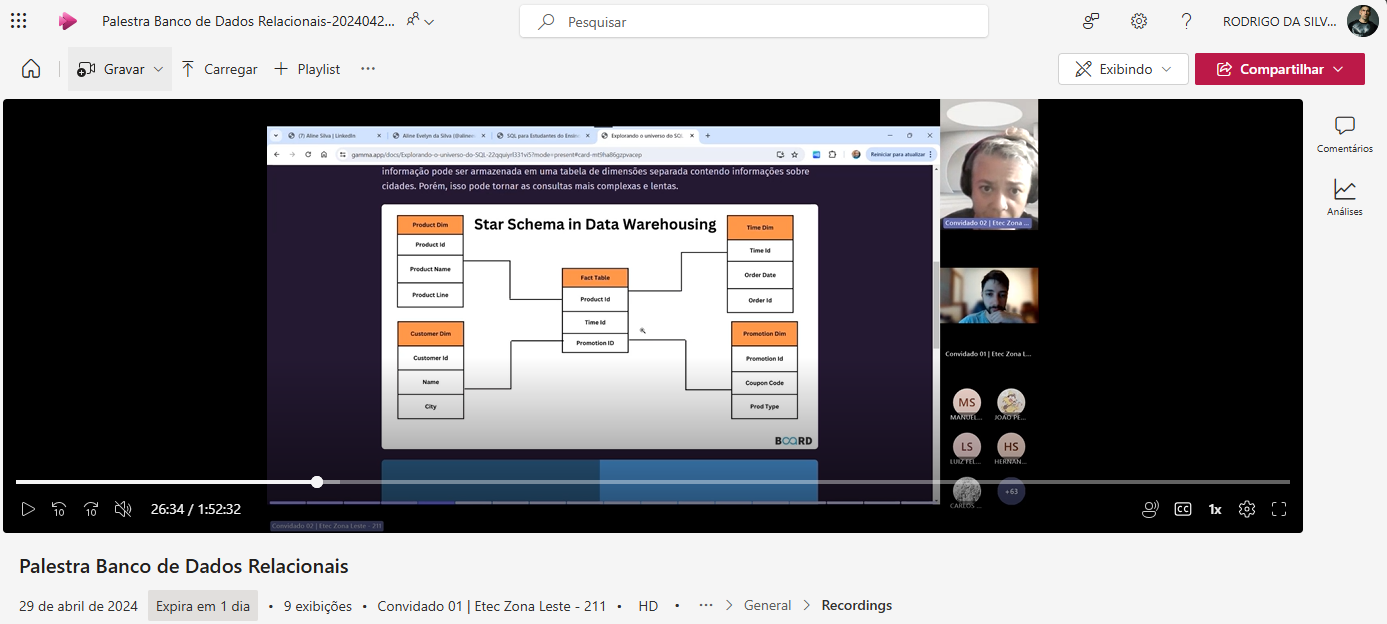 Palestra Banco de Dados Relacionais-2024042...
Pesquisar
RODRIGO DA SILV...
Gravar
Carregar
Playlist
Exibindo
Compartilhar
(7) Aline Silva | LinkedIn
Aline Evelyn da Silva (@alinev
SQL para Estudantes do Ensin
Explorando o universo do SQL
gamma.app/docs/Explorando-o-universo-do-SQL-22qquiyrl331vi5?mode=present#card-mt9ha86gzpvacep
Reiniciar para atualizar
informação pode ser armazenada em uma tabela de dimensões separada contendo informações sobre
cidades. Porém, isso pode tornar as consultas mais complexas e lentas.
Star Schema in Data Warehousing
Product Dim
Product Id
Product Name
Product Line
Customer Dim
Customer Id
Name
City
Fact Table
Product Id
Time Id
Promotion ID
Time Dim
Time Id
Order Date
Order Id
Promotion Dim
Promotion Id
Coupon Code
Prod Type
BOARD
Convidado 02 | Etec Zona ...
Convidado 01 | Etec Zona L...
MS
MANUEL...
JOAO PE...
LS
LUIZ FEL...
HS
HERNAN...
CARLOS ...
+63
Comentários
Análises
10
10
26:34 / 1:52:32
CC
1x
Convidado 02 | Etec Zona Leste - 211
Palestra Banco de Dados Relacionais
29 de abril de 2024
Expira em 1 dia
• 9 exibições • Convidado 01 | Etec Zona Leste - 211 • HD • ··· > General > Recordings